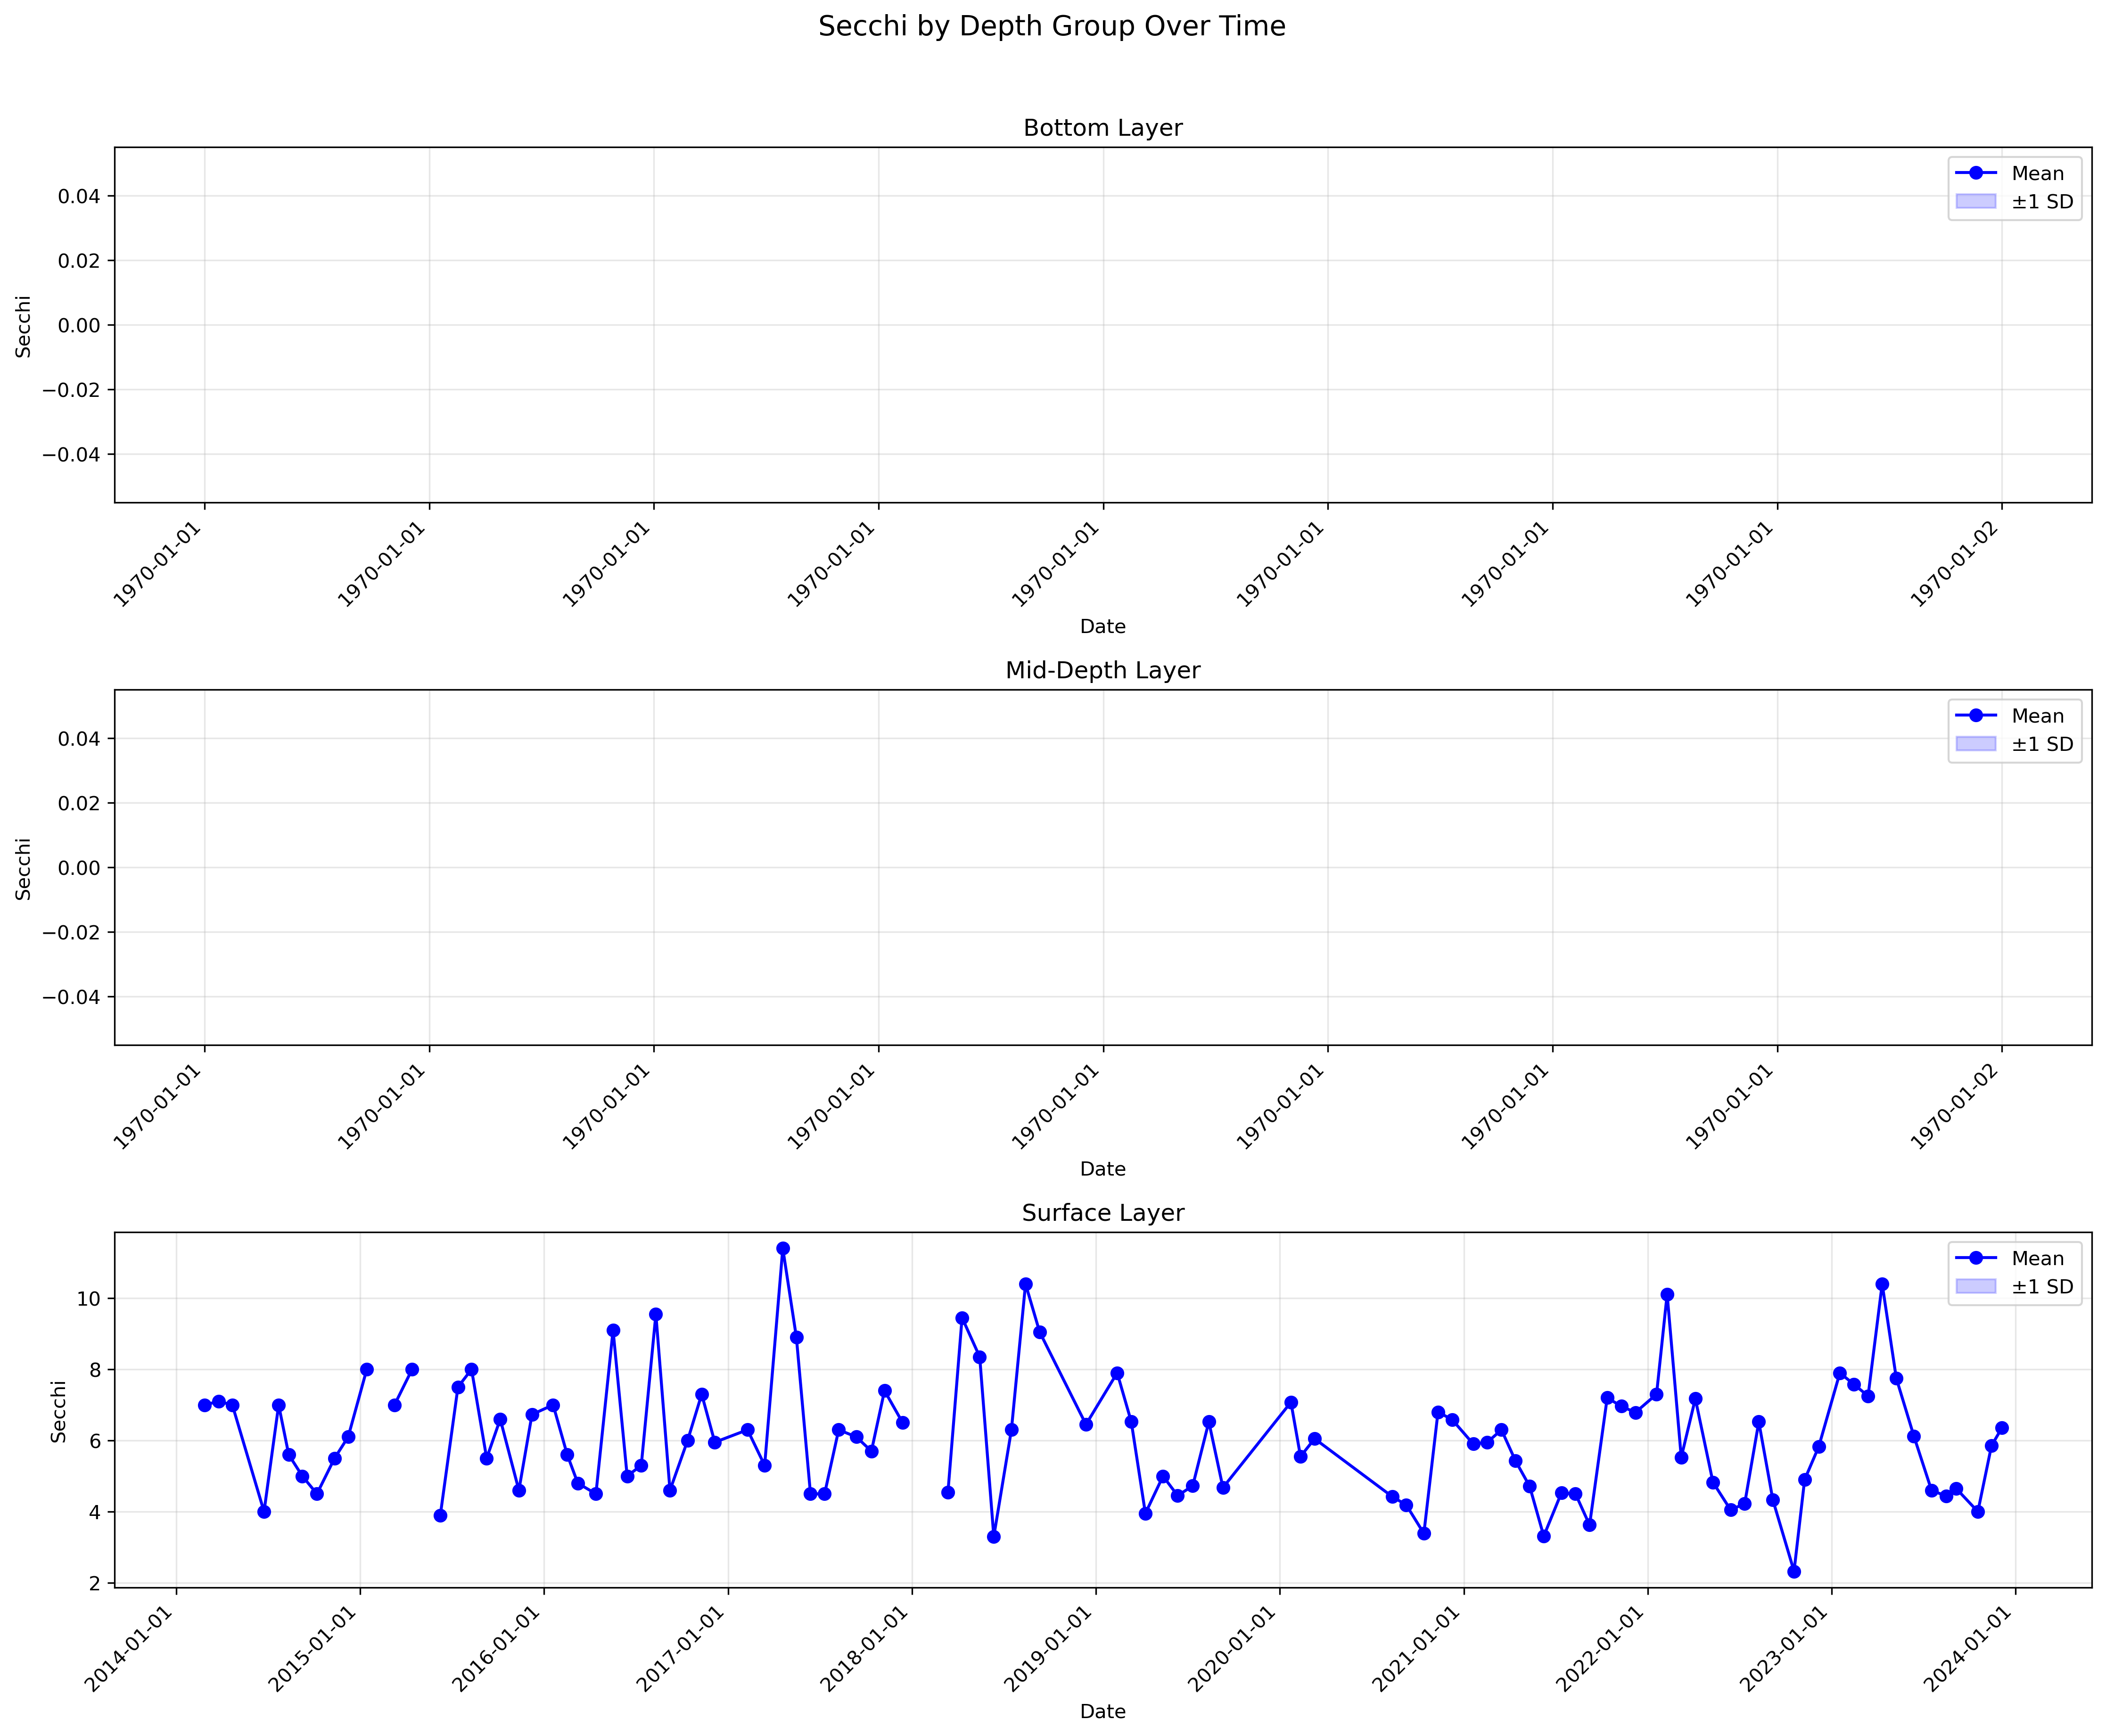 Secchi by Depth Group Over Time
Bottom Layer
Mean
±1 SD
0.04
0.02
0.00
−0.02
−0.04
Secchi
1970-01-01
1970-01-01
1970-01-01
1970-01-01
1970-01-01
1970-01-01
1970-01-01
1970-01-01
1970-01-02
Date
Mid-Depth Layer
Mean
±1 SD
0.04
0.02
0.00
−0.02
−0.04
Secchi
1970-01-01
1970-01-01
1970-01-01
1970-01-01
1970-01-01
1970-01-01
1970-01-01
1970-01-01
1970-01-02
Date
Surface Layer
Mean
±1 SD
10
8
6
4
2
Secchi
2014-01-01
2015-01-01
2016-01-01
2017-01-01
2018-01-01
2019-01-01
2020-01-01
2021-01-01
2022-01-01
2023-01-01
2024-01-01
Date